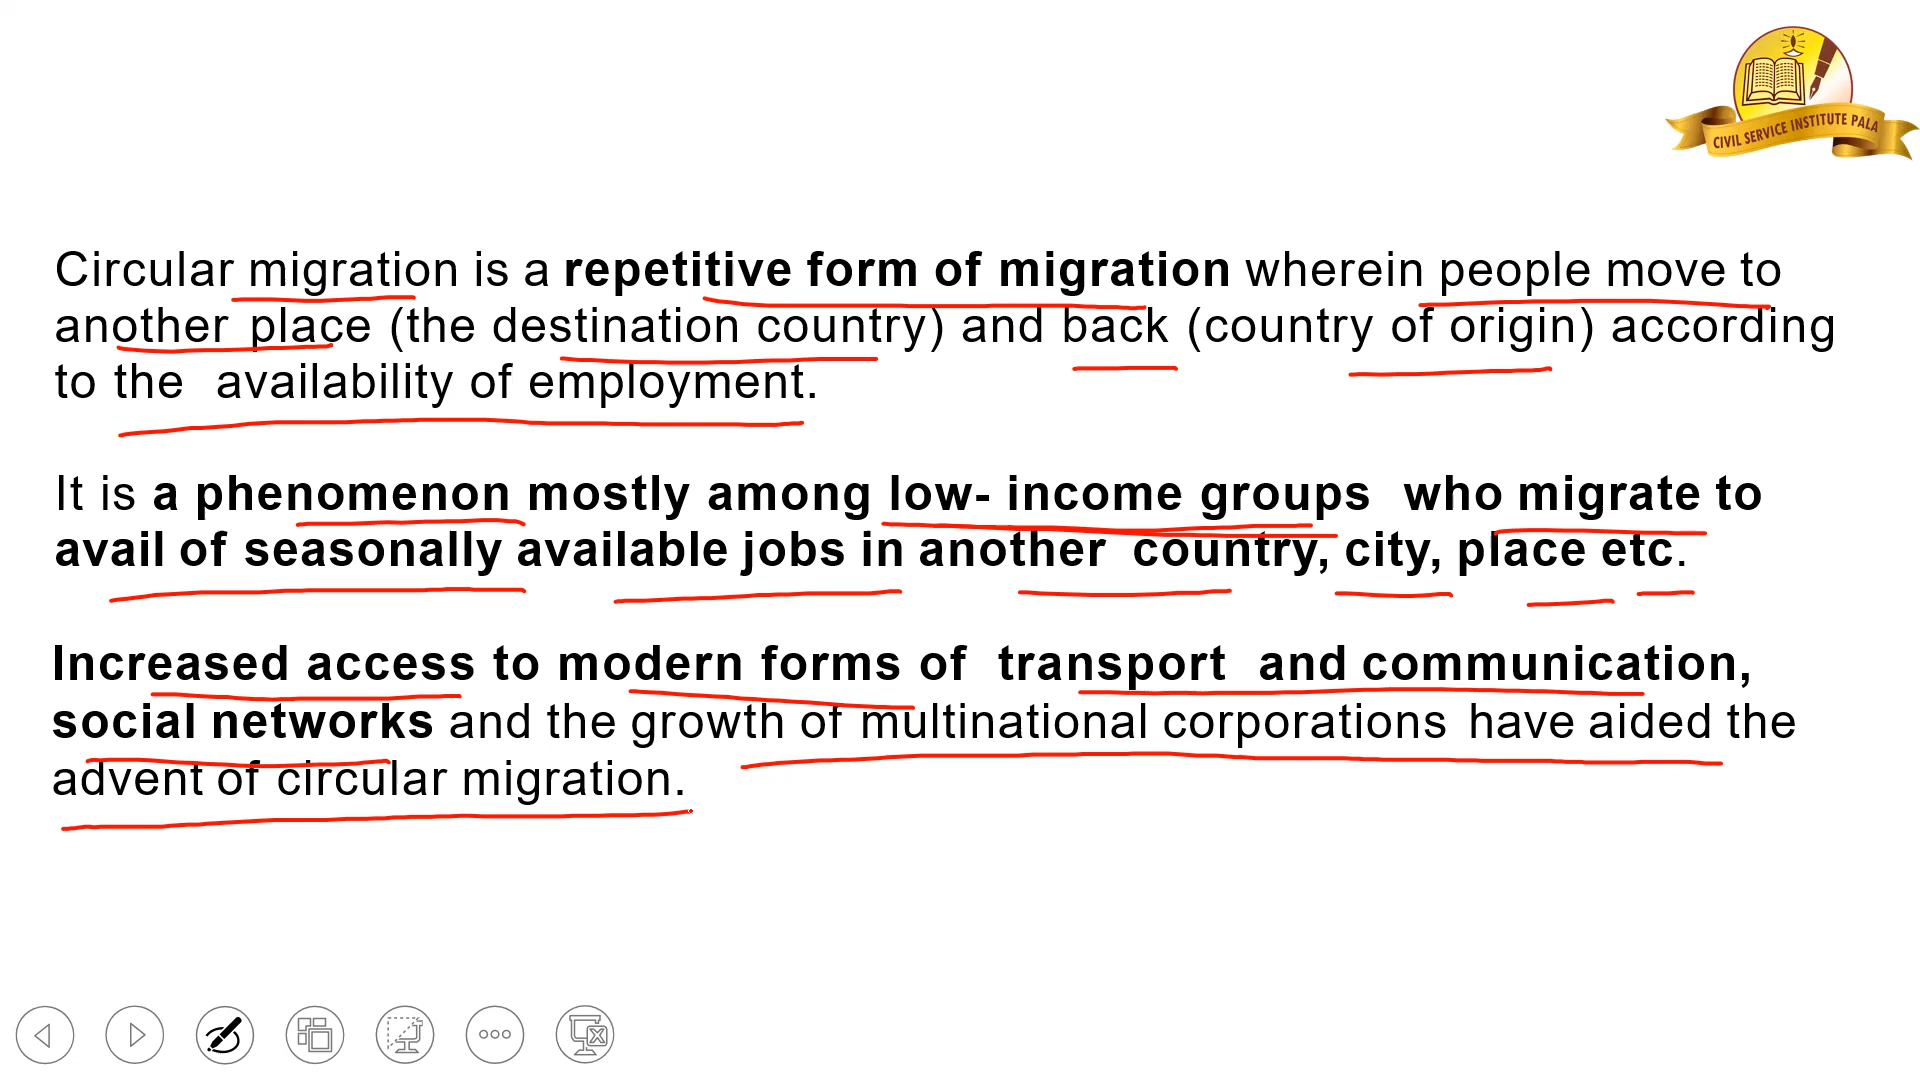 CIVIL SERVICE INSTITUTE PALA
Circular migration is a repetitive form of migration wherein people move to
another place (the destination country) and back (country of origin) according
to the availability of employment.
It is a phenomenon mostly among low- income groups who migrate to
avail of seasonally available jobs in another country, city, place etc.
Increased access to modern forms of transport and communication,
social networks and the growth of multinational corporations have aided the
advent of circular migration.